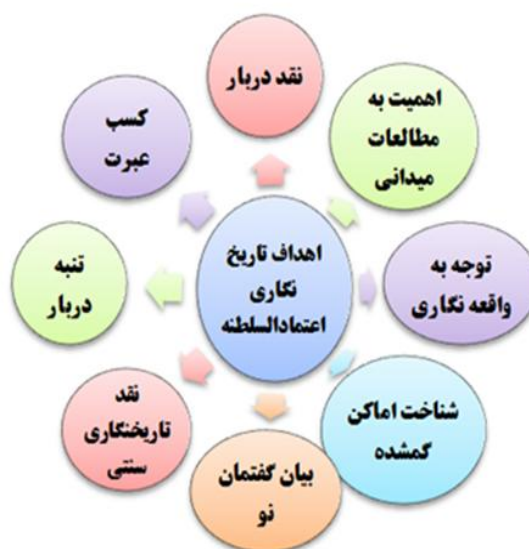 نقد دربار
اهمیت به
مطالعات
میدانی
توجه به
واقعه نگاری
شناخت اماکن
گمشده
بیان گفتمان
نو
نقد
تاریخنگاری
سنتی
تنبه
دربار
کسب
عبرت
اهداف تاریخ
نگاری
اعتمادالسلطنه